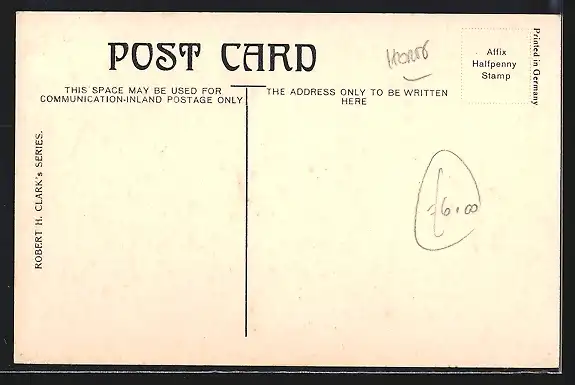 POST CARD
THIS SPACE MAY BE USED FOR
COMMUNICATION-INLAND POSTAGE ONLY
THE ADDRESS ONLY TO BE WRITTEN
HERE
Affix
Halfpenny
Stamp
Printed in Germany
ROBERT H. CLARK's SERIES.
£6.00